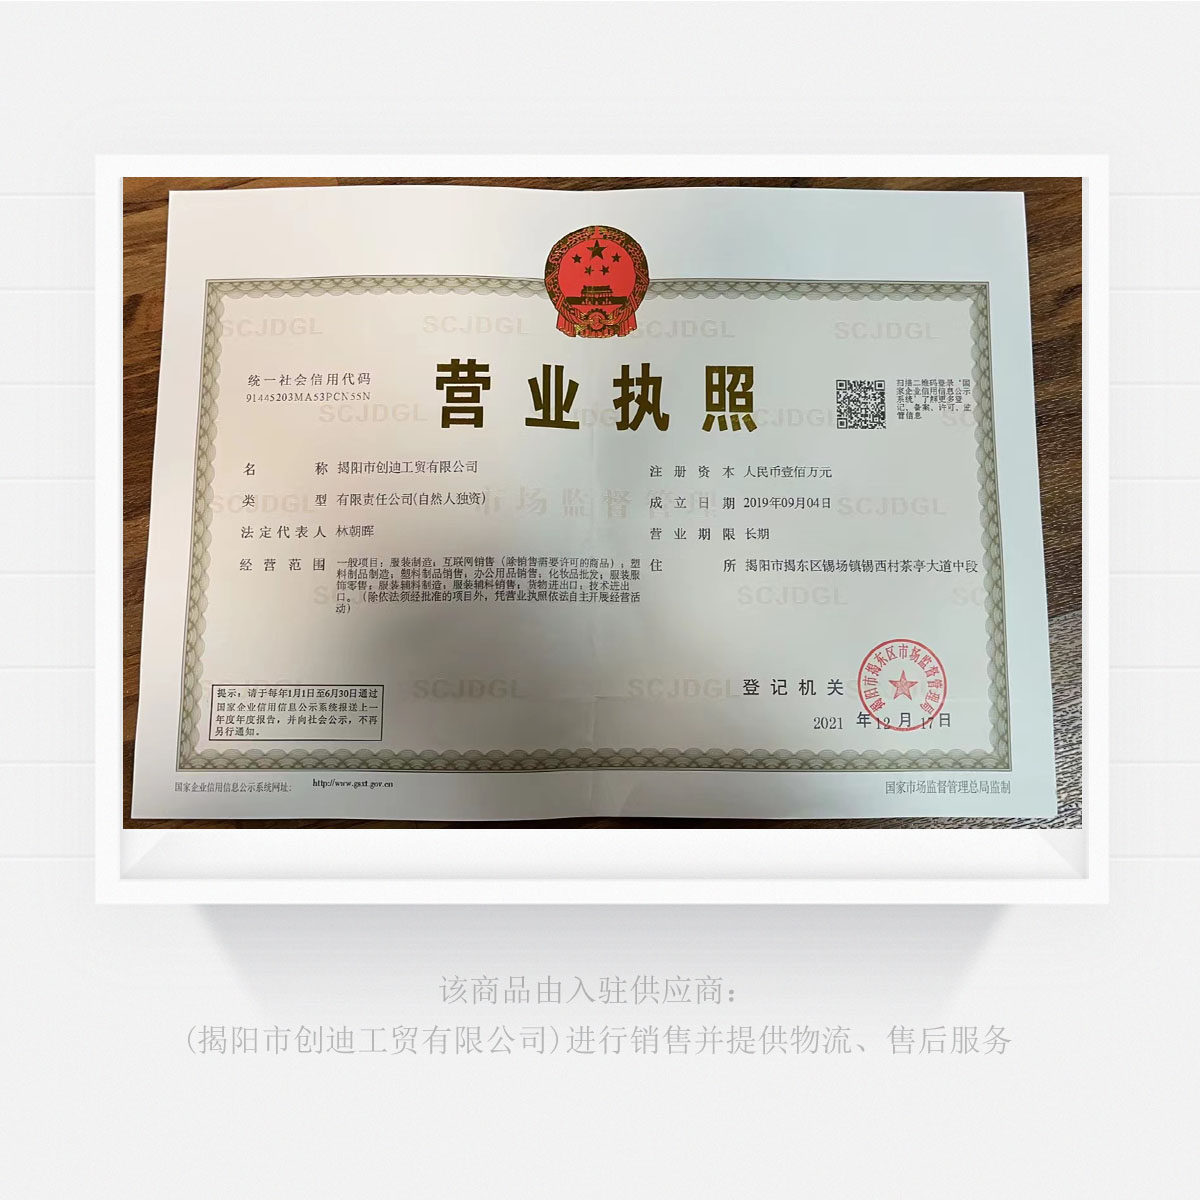 SCJDGL SCJDGL SCJDGL SCJDGL
统一社会信用代码
91445203MA53PCN55N
营业执照
扫描二维码登录“国
家企业信用信息公示
系统”了解更多登
记、备案、许可、监
管信息
SCJDGL SCJDGL
名称 揭阳市创迪工贸有限公司
类型 有限责任公司(自然人独资)
法定代表人 林朝晖
经营范围 一般项目：服装制造；互联网销售（除销售需要许可的商品）；塑
料制品制造；塑料制品销售；办公用品销售；化妆品批发；服装服
饰零售；服装辅料制造；服装辅料销售；货物进出口；技术进出
口。（除依法须经批准的项目外，凭营业执照依法自主开展经营活
动）
注册资本 人民币壹佰万元
成立日期 2019年09月04日
营业期限 长期
住所 揭阳市揭东区锡场镇锡西村茶亭大道中段
市场监督管理
SCJDGL SCJDGL
SCJDGL SCJDGL
SCJDGL SCJDGL
提示：请于每年1月1日至6月30日通过
国家企业信用信息公示系统报送上一
年度年度报告，并向社会公示，不再
另行通知。
登记机关
揭阳市揭东区市场监督管理局
2021 年12 月 17日
国家企业信用信息公示系统网址：
http://www.gsxt.gov.cn
国家市场监督管理总局监制
该商品由入驻供应商：
(揭阳市创迪工贸有限公司)进行销售并提供物流、售后服务